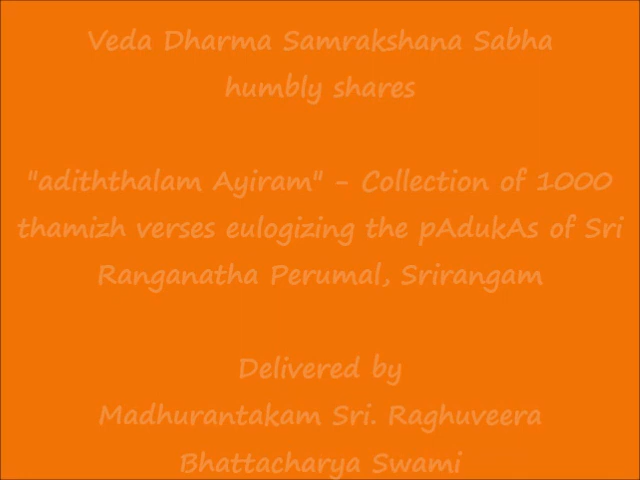 Veda Dharma Samrakshana Sabha
humbly shares
"adiththalam Ayiram" - Collection of 1000
thamizh verses eulogizing the pAdukAs of Sri
Ranganatha Perumal, Srirangam
Delivered by
Madhurantakam Sri. Raghuveera
Bhattacharya Swami